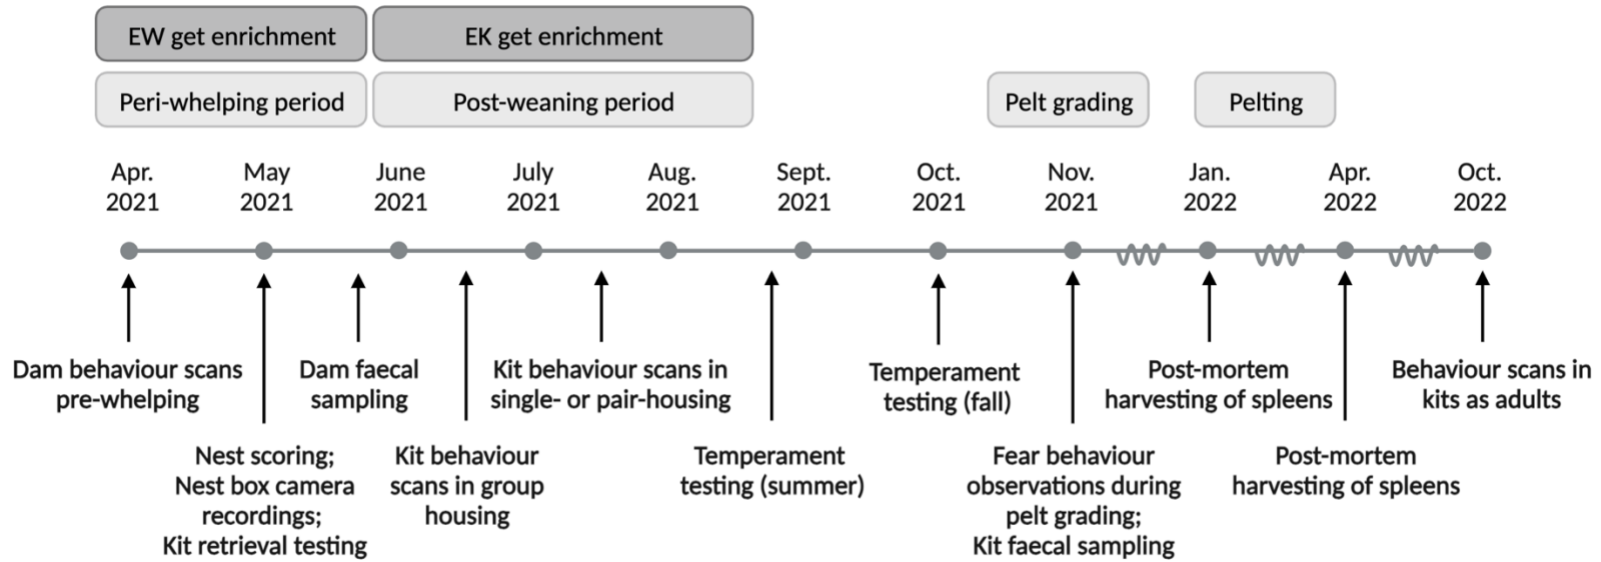 EW get enrichment
EK get enrichment
Peri-whelping period
Post-weaning period
Pelt grading
Pelting
Apr.
2021
May
2021
June
2021
July
2021
Aug.
2021
Sept.
2021
Oct.
2021
Nov.
2021
Jan.
2022
Apr.
2022
Oct.
2022
Dam behaviour scans
pre-whelping
Dam faecal
sampling
Kit behaviour scans in
single- or pair-housing
Temperament
testing (fall)
Post-mortem
harvesting of spleens
Behaviour scans in
kits as adults
Nest scoring;
Nest box camera
recordings;
Kit retrieval testing
Kit behaviour
scans in group
housing
Temperament
testing (summer)
Fear behaviour
observations during
pelt grading;
Kit faecal sampling
Post-mortem
harvesting of spleens